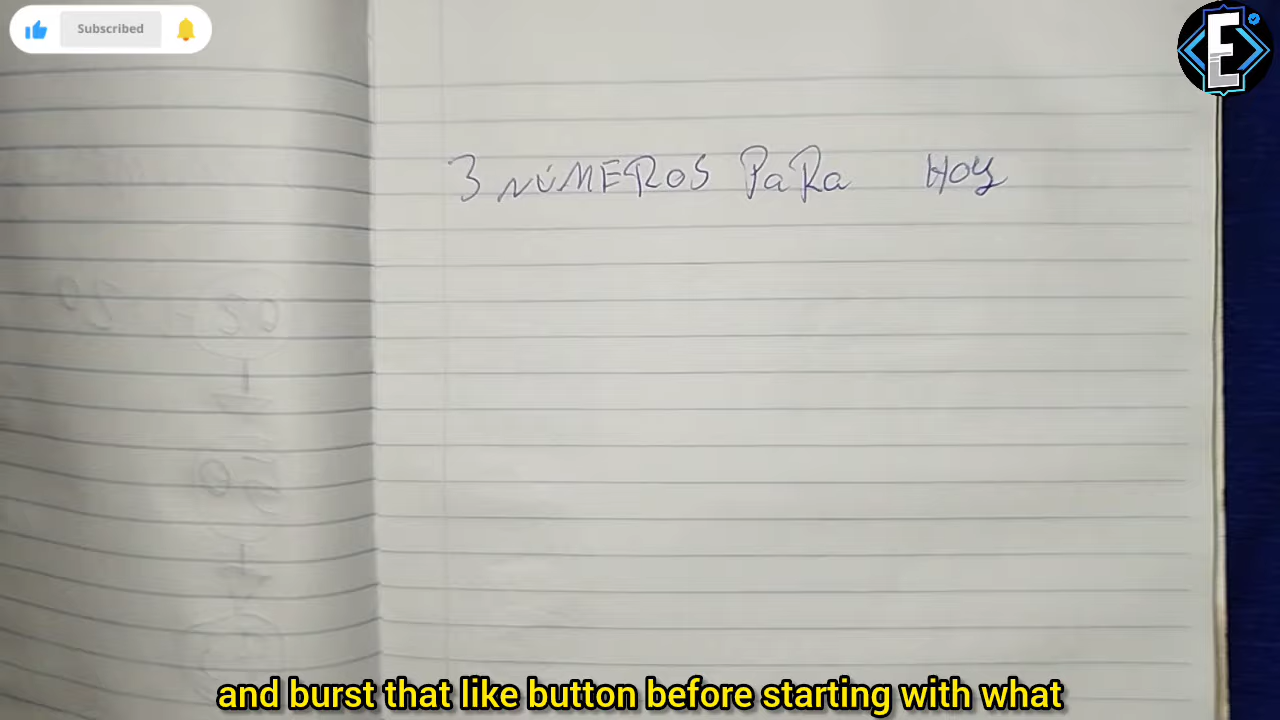 Subscribed
E
3 NÚMEROS PaRa HOY
and burst that like button before starting with what